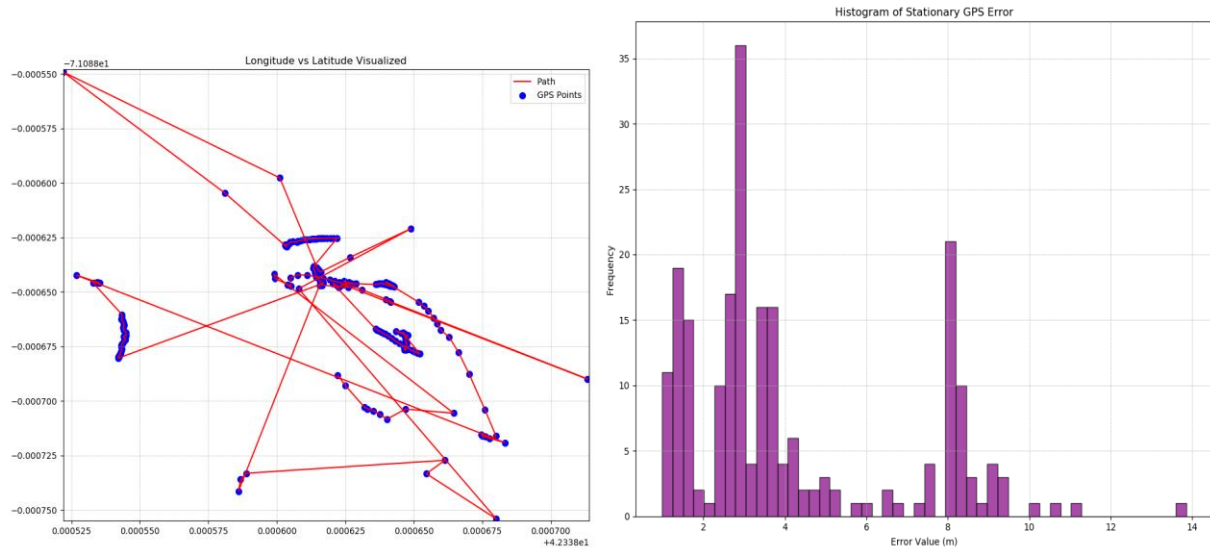 Longitude vs Latitude Visualized
−7.1088e1
−0.000550
−0.000575
−0.000600
−0.000625
−0.000650
−0.000675
−0.000700
−0.000725
−0.000750
Path
GPS Points
0.000525 0.000550 0.000575 0.000600 0.000625 0.000650 0.000675 0.000700
+4.2338e1
Histogram of Stationary GPS Error
Frequency
35
30
25
20
15
10
5
0
2 4 6 8 10 12 14
Error Value (m)